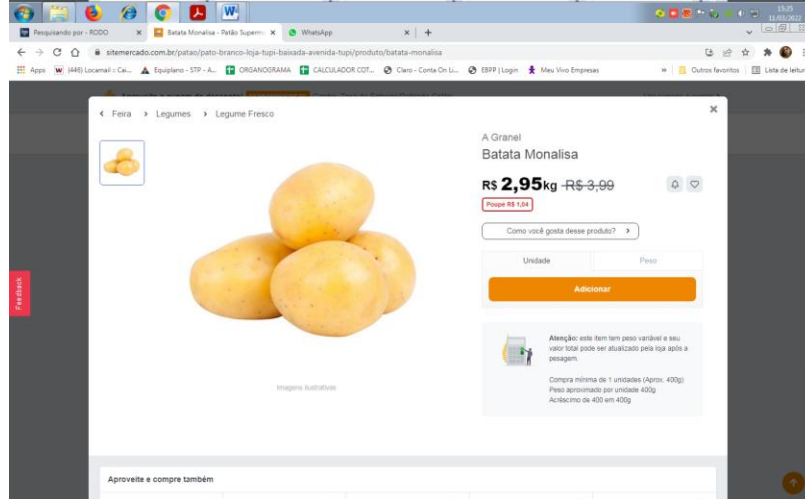 15:25
11/03/2022
Pesquisando por - RODO
Batata Monalisa - Patão Superm
WhatsApp
sitemercado.com.br/patao/pato-branco-loja-tupi-baixada-avenida-tupi/produto/batata-monalisa
Apps
(446) Locamail :: Cai...
Equiplano - STP - A...
ORGANOGRAMA
CALCULADOR COT...
Claro - Conta On Li...
EBPP | Login
Meu Vivo Empresas
Outros favoritos
Lista de leitur
Feira > Legumes > Legume Fresco
A Granel
Batata Monalisa
R$ 2,95kg R$ 3,99
Poupe R$ 1,04
Como você gosta desse produto?
Unidade Peso
Adicionar
Feedback
Atenção: este item tem peso variável e seu
valor total pode ser atualizado pela loja após a
pesagem.
Compra mínima de 1 unidades (Aprox. 400g)
Peso aproximado por unidade 400g
Acréscimo de 400 em 400g
Imagens ilustrativas
Aproveite e compre também